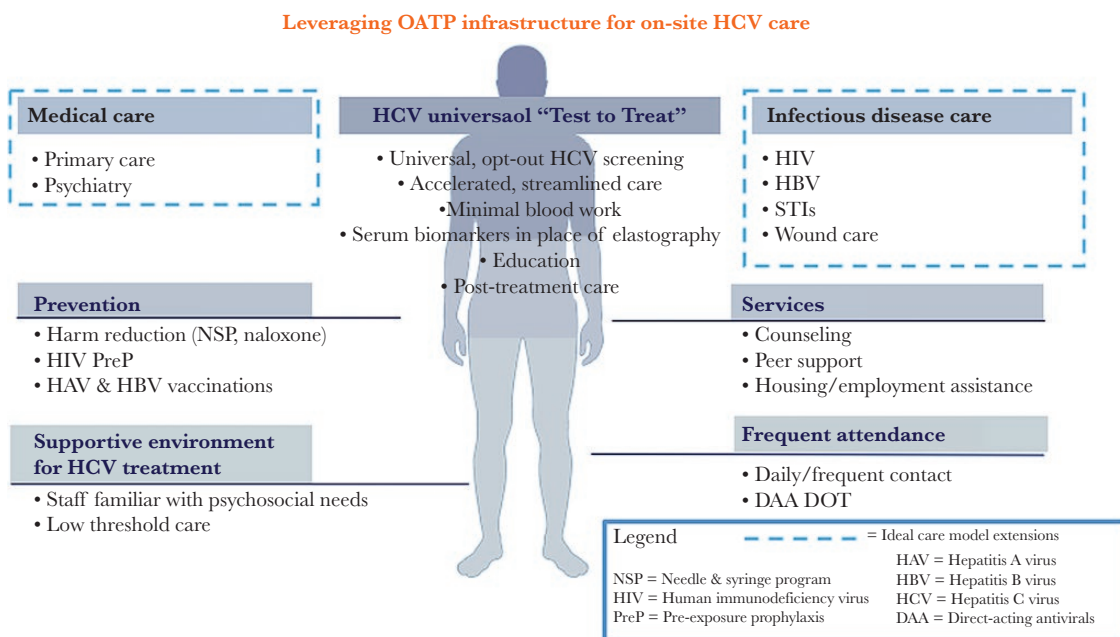 Leveraging OATP infrastructure for on-site HCV care
Medical care
• Primary care
• Psychiatry
HCV universaol “Test to Treat”
• Universal, opt-out HCV screening
• Accelerated, streamlined care
•Minimal blood work
• Serum biomarkers in place of elastography
• Education
• Post-treatment care
Infectious disease care
• HIV
• HBV
• STIs
• Wound care
Prevention
• Harm reduction (NSP, naloxone)
• HIV PreP
• HAV & HBV vaccinations
Services
• Counseling
• Peer support
• Housing/employment assistance
Supportive environment
for HCV treatment
• Staff familiar with psychosocial needs
• Low threshold care
Frequent attendance
• Daily/frequent contact
• DAA DOT
Legend
= Ideal care model extensions
NSP = Needle & syringe program
HIV = Human immunodeficiency virus
PreP = Pre-exposure prophylaxis
HAV = Hepatitis A virus
HBV = Hepatitis B virus
HCV = Hepatitis C virus
DAA = Direct-acting antivirals